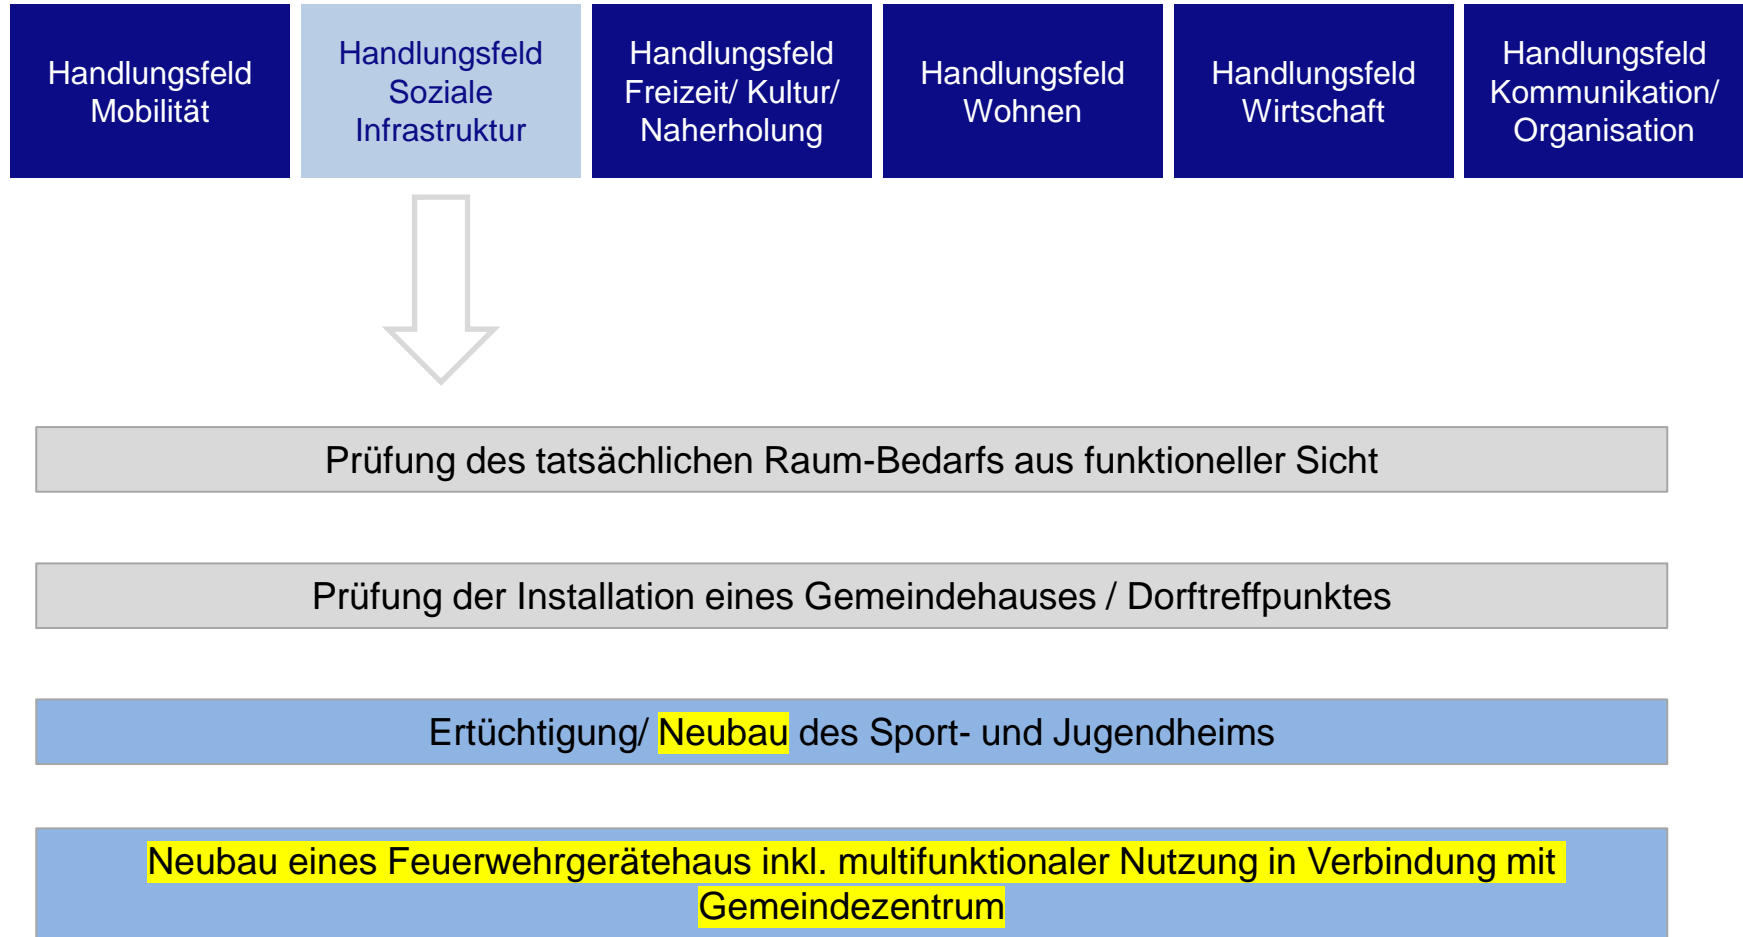 Handlungsfeld
Mobilität
Handlungsfeld
Soziale
Infrastruktur
Handlungsfeld
Freizeit/ Kultur/
Naherholung
Handlungsfeld
Wohnen
Handlungsfeld
Wirtschaft
Handlungsfeld
Kommunikation/
Organisation
Prüfung des tatsächlichen Raum-Bedarfs aus funktioneller Sicht
Prüfung der Installation eines Gemeindehauses / Dorftreffpunktes
Ertüchtigung/ Neubau des Sport- und Jugendheims
Neubau eines Feuerwehrgerätehaus inkl. multifunktionaler Nutzung in Verbindung mit
Gemeindezentrum